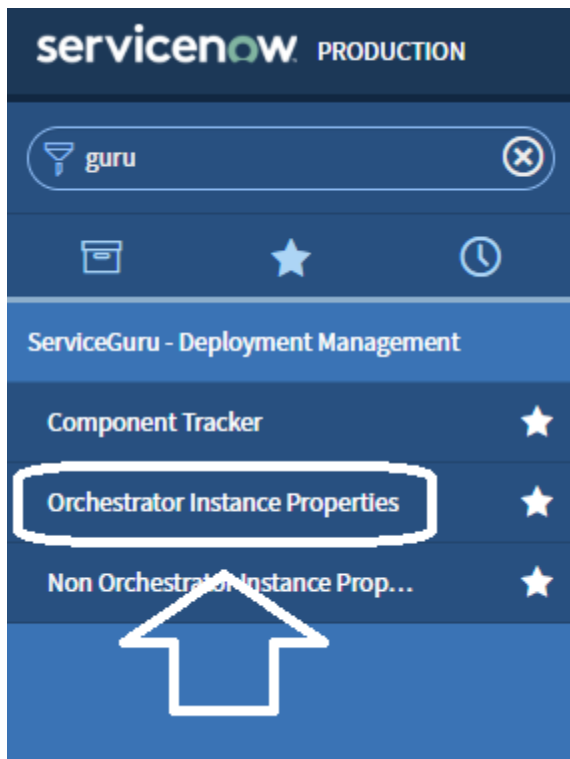 servicenow PRODUCTION
guru
ServiceGuru - Deployment Management
Component Tracker
Orchestrator Instance Properties
Non Orchestrator Instance Prop...